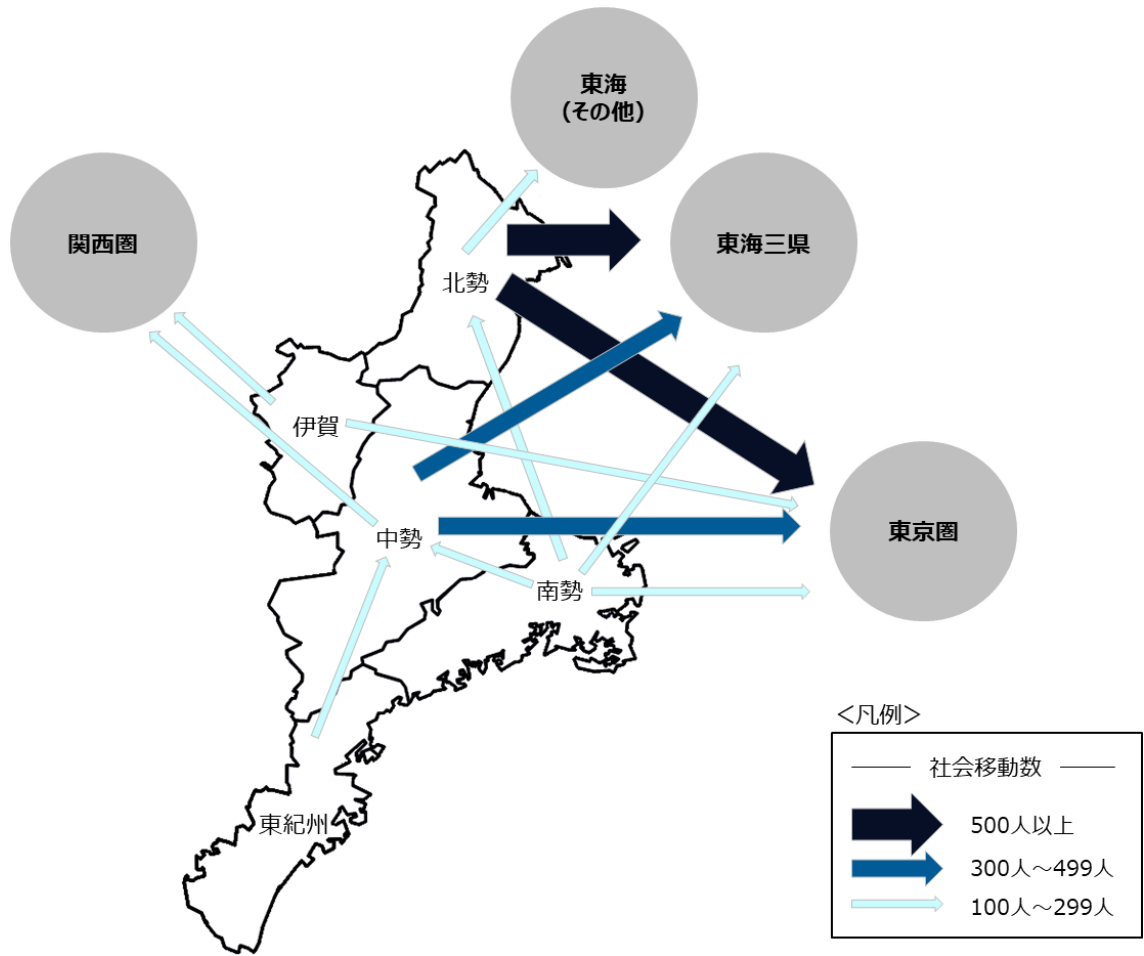 東海
(その他)
関西圏
東海三県
北勢
伊賀
中勢
東京圏
南勢
東紀州
＜凡例＞
社会移動数
500人以上
300人～499人
100人～299人